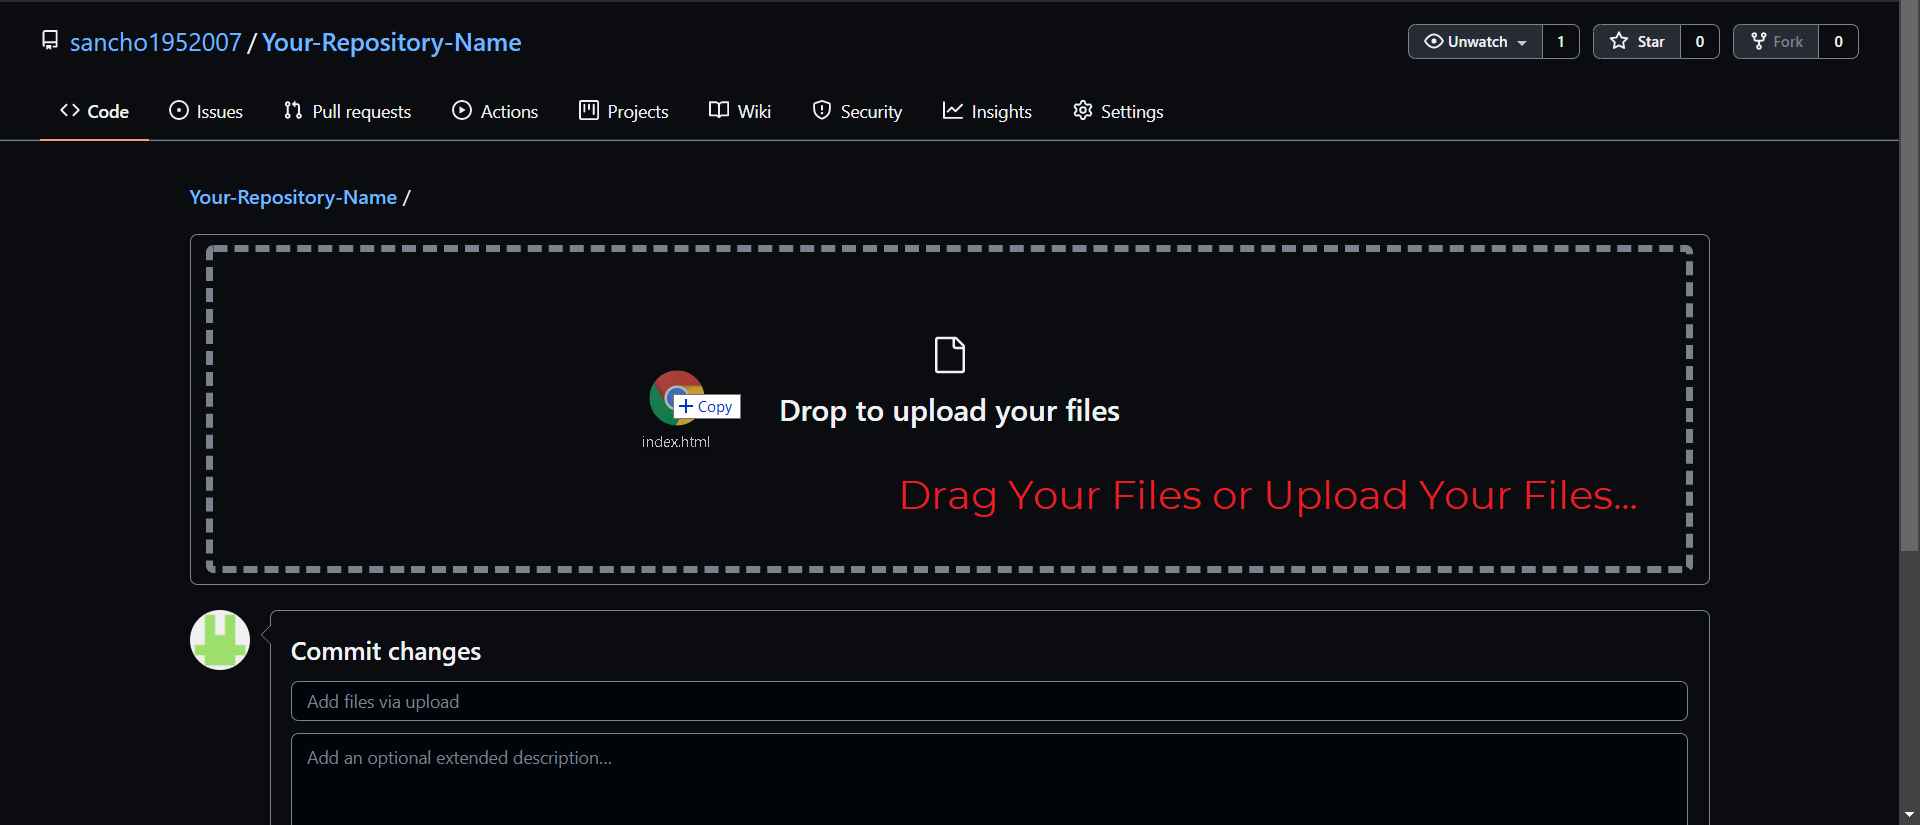 sancho1952007 / Your-Repository-Name
Unwatch 1 Star 0 Fork 0
Code Issues Pull requests Actions Projects Wiki Security Insights Settings
Your-Repository-Name /
Drop to upload your files
+ Copy
index.html
Drag Your Files or Upload Your Files...
Commit changes
Add files via upload
Add an optional extended description...